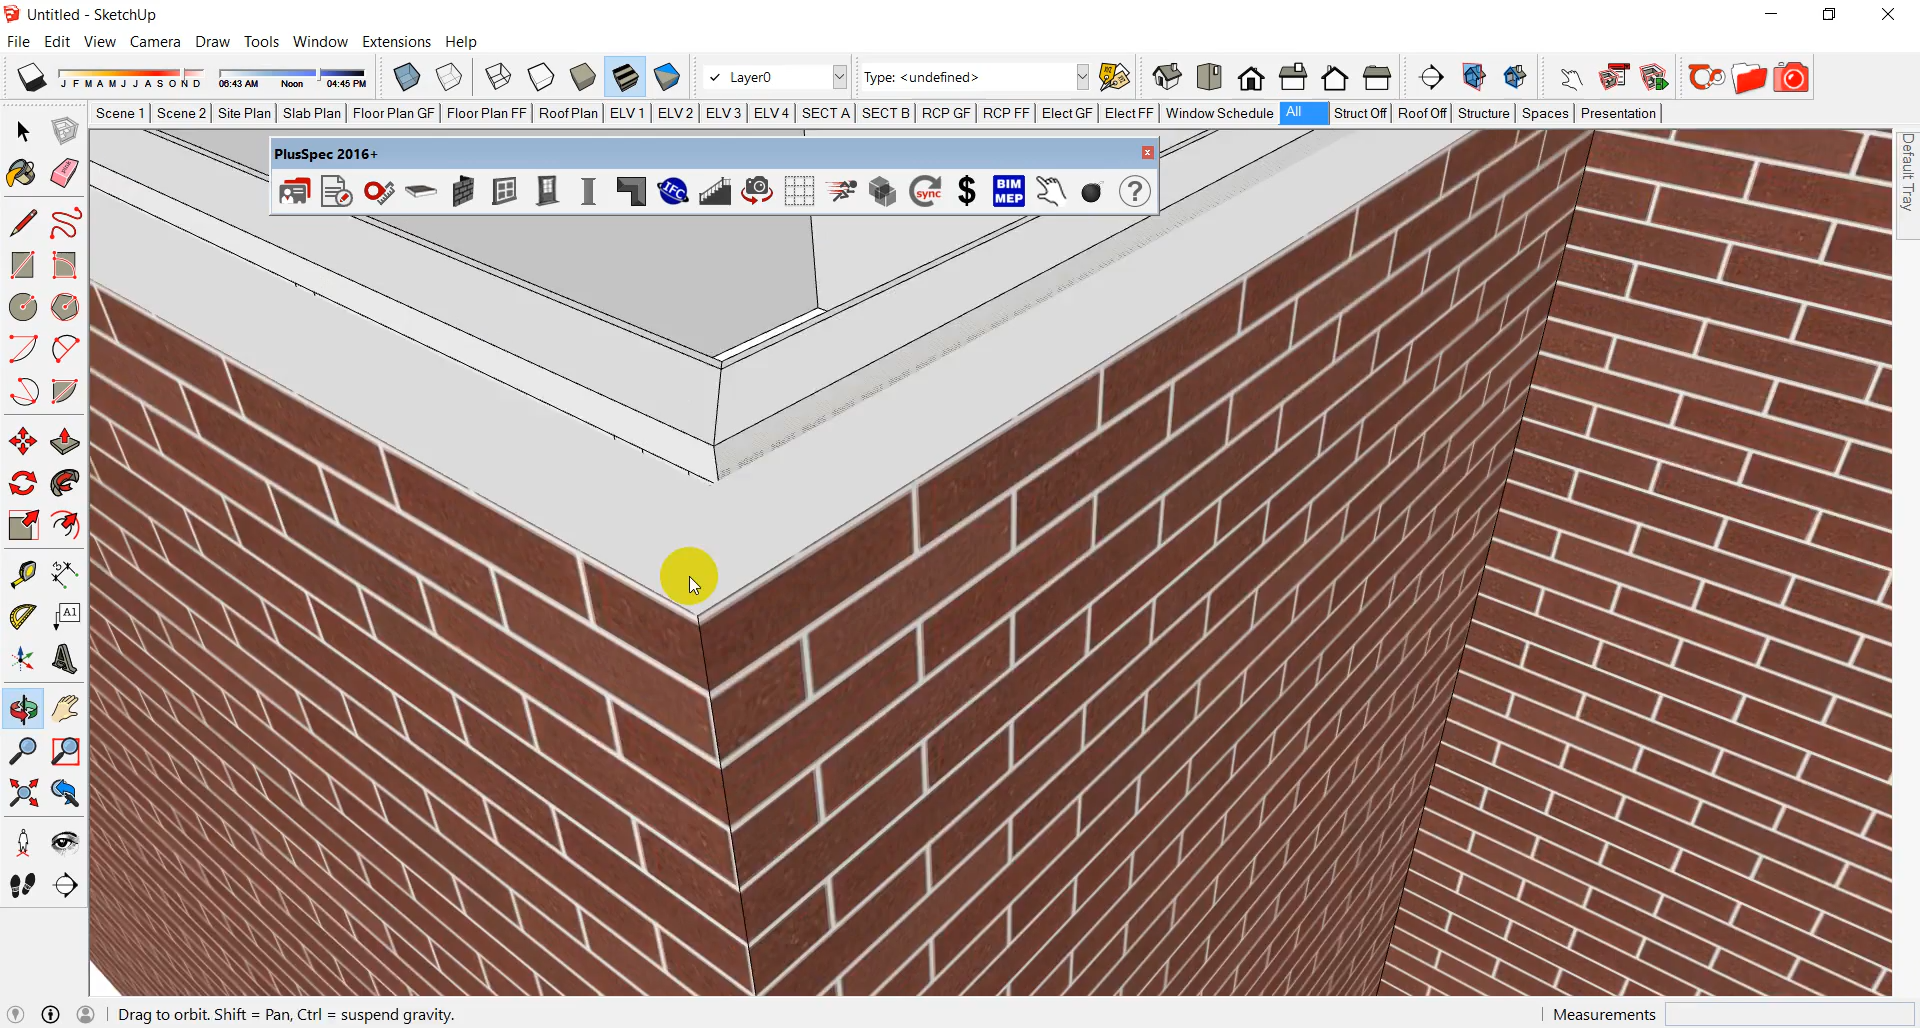 Untitled - SketchUp
File Edit View Camera Draw Tools Window Extensions Help
J F M A M J J A S O N D 06:43 AM Noon 04:45 PM Layer0 Type: <undefined>
Scene 1 Scene 2 Site Plan Slab Plan Floor Plan GF Floor Plan FF Roof Plan ELV 1 ELV 2 ELV 3 ELV 4 SECT A SECT B RCP GF RCP FF Elect GF Elect FF Window Schedule All Struct Off Roof Off Structure Spaces Presentation
PlusSpec 2016+
IFC sync $ BIM MEP ?
Default Tray
A1
Drag to orbit. Shift = Pan, Ctrl = suspend gravity.
Measurements